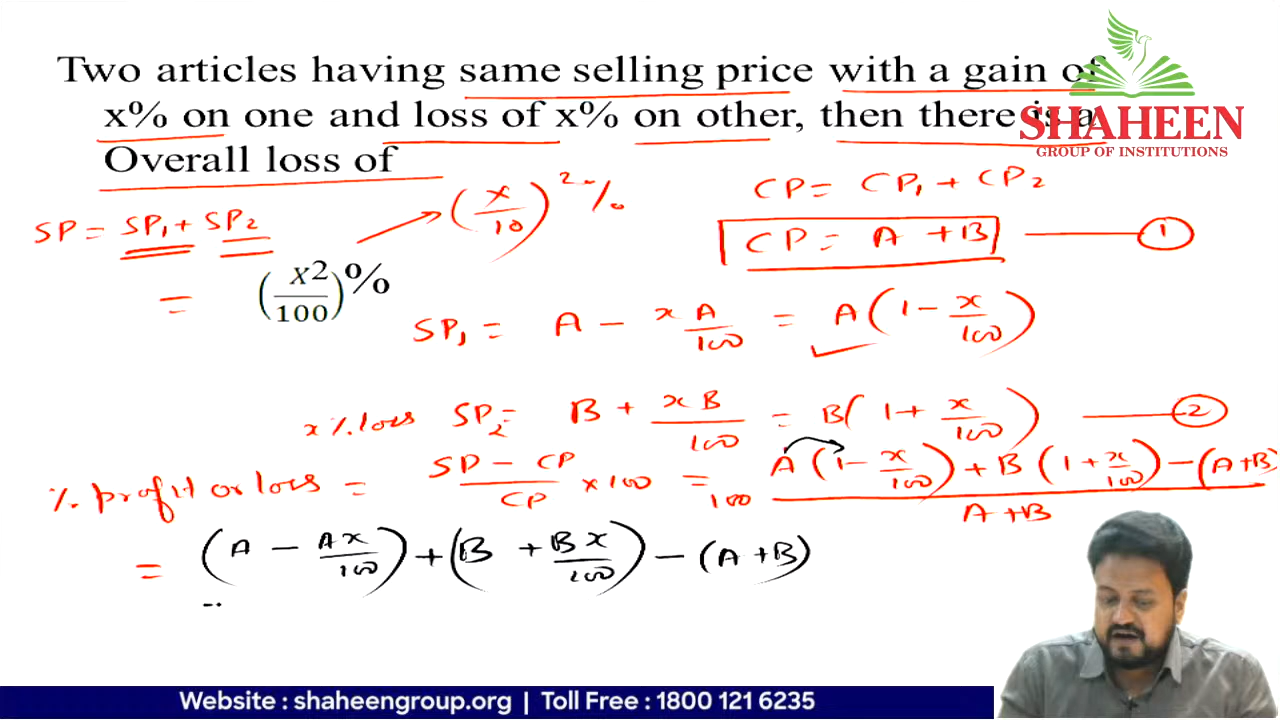 Two articles having same selling price with a gain of
x% on one and loss of x% on other, then there is a
Overall loss of
SHAHEEN
GROUP OF INSTITUTIONS
SP = SP₁ + SP₂
(x/10)² %
CP = CP₁ + CP₂
CP = A + B ——— ①
= (X2/100)%
SP₁ = A − x A/100 = A(1 − x/100)
x % loss SP₂ = B + xB/100 = B(1 + x/100) ——— ②
% profit or loss = SP − CP/CP × 100 = 100 A(1 − x/100) + B(1 + x/100) − (A+B)/A+B
= (A − Ax/100) + (B + Bx/100) − (A + B)
Website : shaheengroup.org | Toll Free : 1800 121 6235